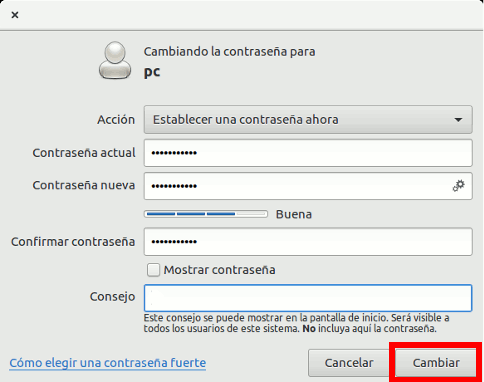 Cambiando la contraseña para
pc
Acción Establecer una contraseña ahora
Contraseña actual •••••••••••
Contraseña nueva •••••••••••
Buena
Confirmar contraseña •••••••••••
Mostrar contraseña
Consejo
Este consejo se puede mostrar en la pantalla de inicio. Será visible a
todos los usuarios de este sistema. No incluya aquí la contraseña.
Cómo elegir una contraseña fuerte Cancelar Cambiar